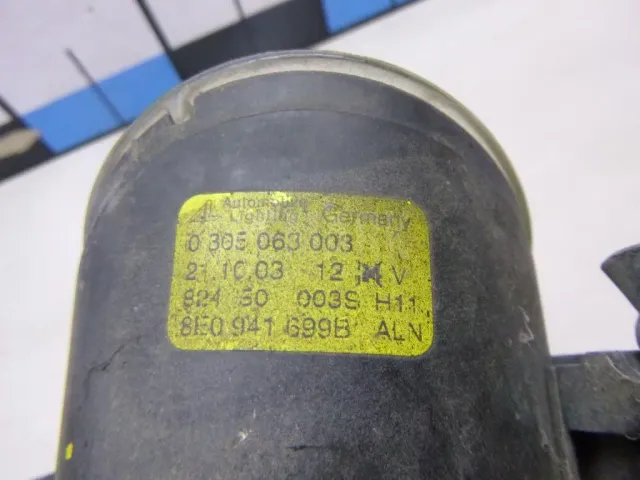 Automotive
Lighting Germany
0 305 063 003
21.10.03 12 V
824 50 003S H11
8E0 941 699B ALN